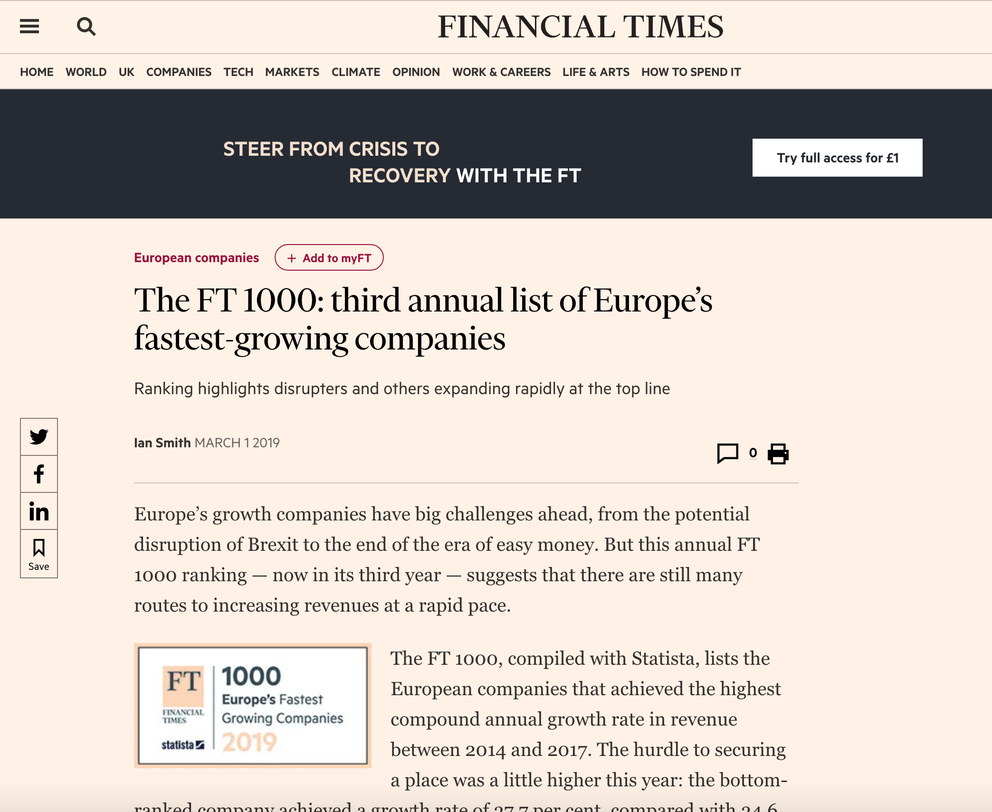 FINANCIAL TIMES
HOME WORLD UK COMPANIES TECH MARKETS CLIMATE OPINION WORK & CAREERS LIFE & ARTS HOW TO SPEND IT
STEER FROM CRISIS TO
RECOVERY WITH THE FT
Try full access for £1
European companies
+ Add to myFT
The FT 1000: third annual list of Europe’s
fastest-growing companies
Ranking highlights disrupters and others expanding rapidly at the top line
Ian Smith MARCH 1 2019
0
in
Save
Europe’s growth companies have big challenges ahead, from the potential
disruption of Brexit to the end of the era of easy money. But this annual FT
1000 ranking — now in its third year — suggests that there are still many
routes to increasing revenues at a rapid pace.
FT
FINANCIAL
TIMES
statista
1000
Europe’s Fastest
Growing Companies
2019
The FT 1000, compiled with Statista, lists the
European companies that achieved the highest
compound annual growth rate in revenue
between 2014 and 2017. The hurdle to securing
a place was a little higher this year: the bottom-
ranked company achieved a growth rate of 37.7 per cent, compared with 34.6